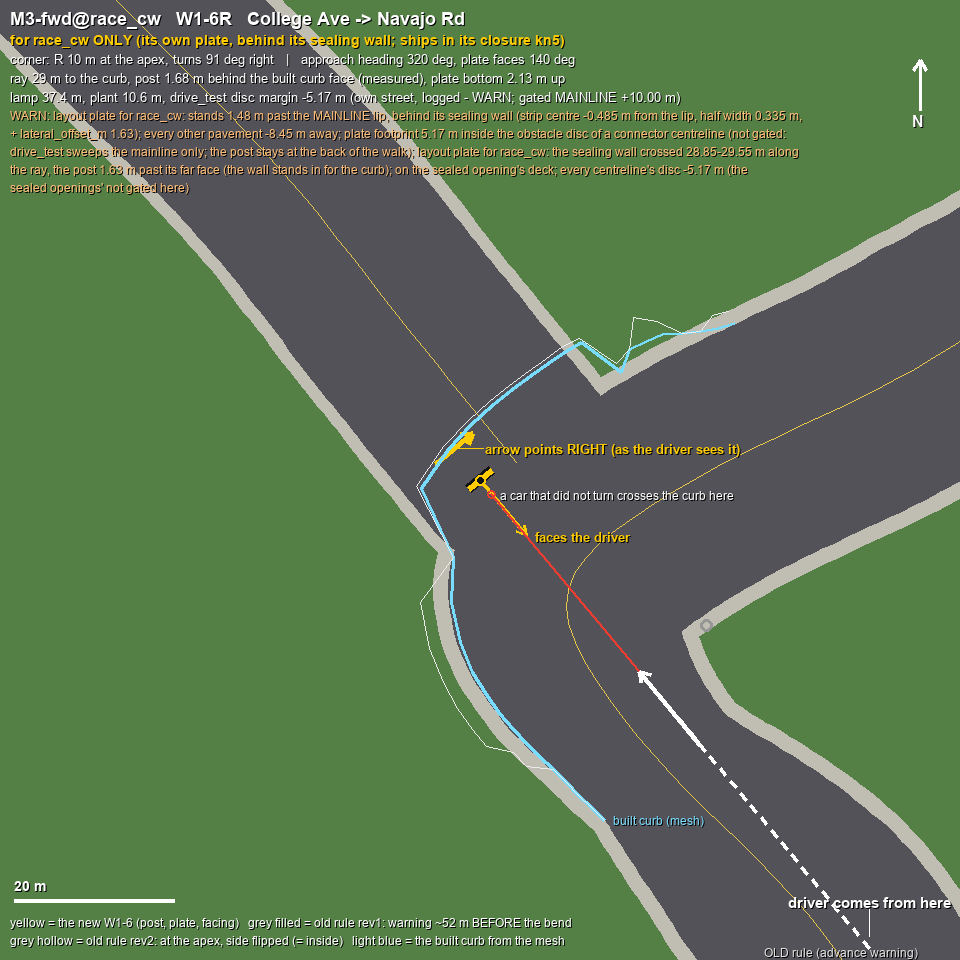 M3-fwd@race_cw   W1-6R   College Ave -> Navajo Rd
for race_cw ONLY (its own plate, behind its sealing wall; ships in its closure kn5)
corner: R 10 m at the apex, turns 91 deg right   |   approach heading 320 deg, plate faces 140 deg
ray 29 m to the curb, post 1.68 m behind the built curb face (measured), plate bottom 2.13 m up
lamp 37.4 m, plant 10.6 m, drive_test disc margin -5.17 m (own street, logged - WARN; gated MAINLINE +10.00 m)
WARN: layout plate for race_cw: stands 1.48 m past the MAINLINE lip, behind its sealing wall (strip centre -0.485 m from the lip, half width 0.335 m,
+ lateral_offset_m 1.63); every other pavement -8.45 m away; plate footprint 5.17 m inside the obstacle disc of a connector centreline (not gated:
drive_test sweeps the mainline only; the post stays at the back of the walk); layout plate for race_cw: the sealing wall crossed 28.85-29.55 m along
the ray, the post 1.63 m past its far face (the wall stands in for the curb); on the sealed opening's deck; every centreline's disc -5.17 m (the
sealed openings' not gated here)
N
arrow points RIGHT (as the driver sees it)
a car that did not turn crosses the curb here
faces the driver
built curb (mesh)
20 m
driver comes from here
yellow = the new W1-6 (post, plate, facing)   grey filled = old rule rev1: warning ~52 m BEFORE the bend
grey hollow = old rule rev2: at the apex, side flipped (= inside)   light blue = the built curb from the mesh
OLD rule (advance warning)